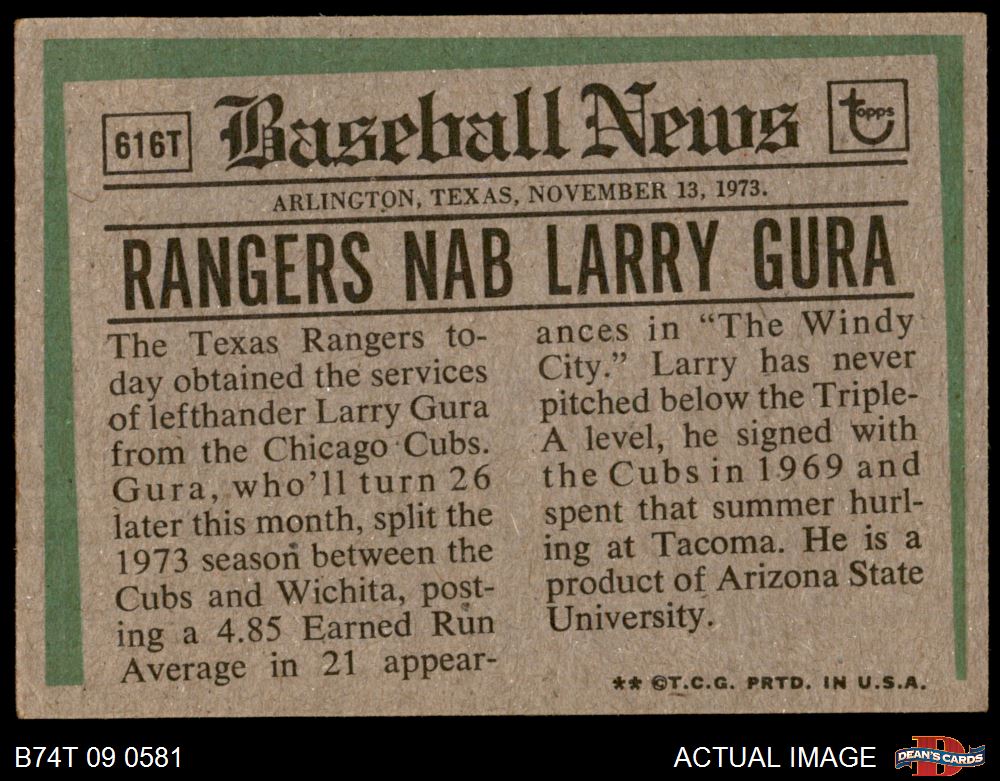 616T
Baseball News
topps
ARLINGTON, TEXAS, NOVEMBER 13, 1973.
RANGERS NAB LARRY GURA
The Texas Rangers to-
day obtained the services
of lefthander Larry Gura
from the Chicago Cubs.
Gura, who'll turn 26
later this month, split the
1973 season between the
Cubs and Wichita, post-
ing a 4.85 Earned Run
Average in 21 appear-
ances in "The Windy
City." Larry has never
pitched below the Triple-
A level, he signed with
the Cubs in 1969 and
spent that summer hurl-
ing at Tacoma. He is a
product of Arizona State
University.
** ©T.C.G. PRTD. IN U.S.A.
B74T 09 0581
ACTUAL IMAGE
D
DEAN'S CARDS